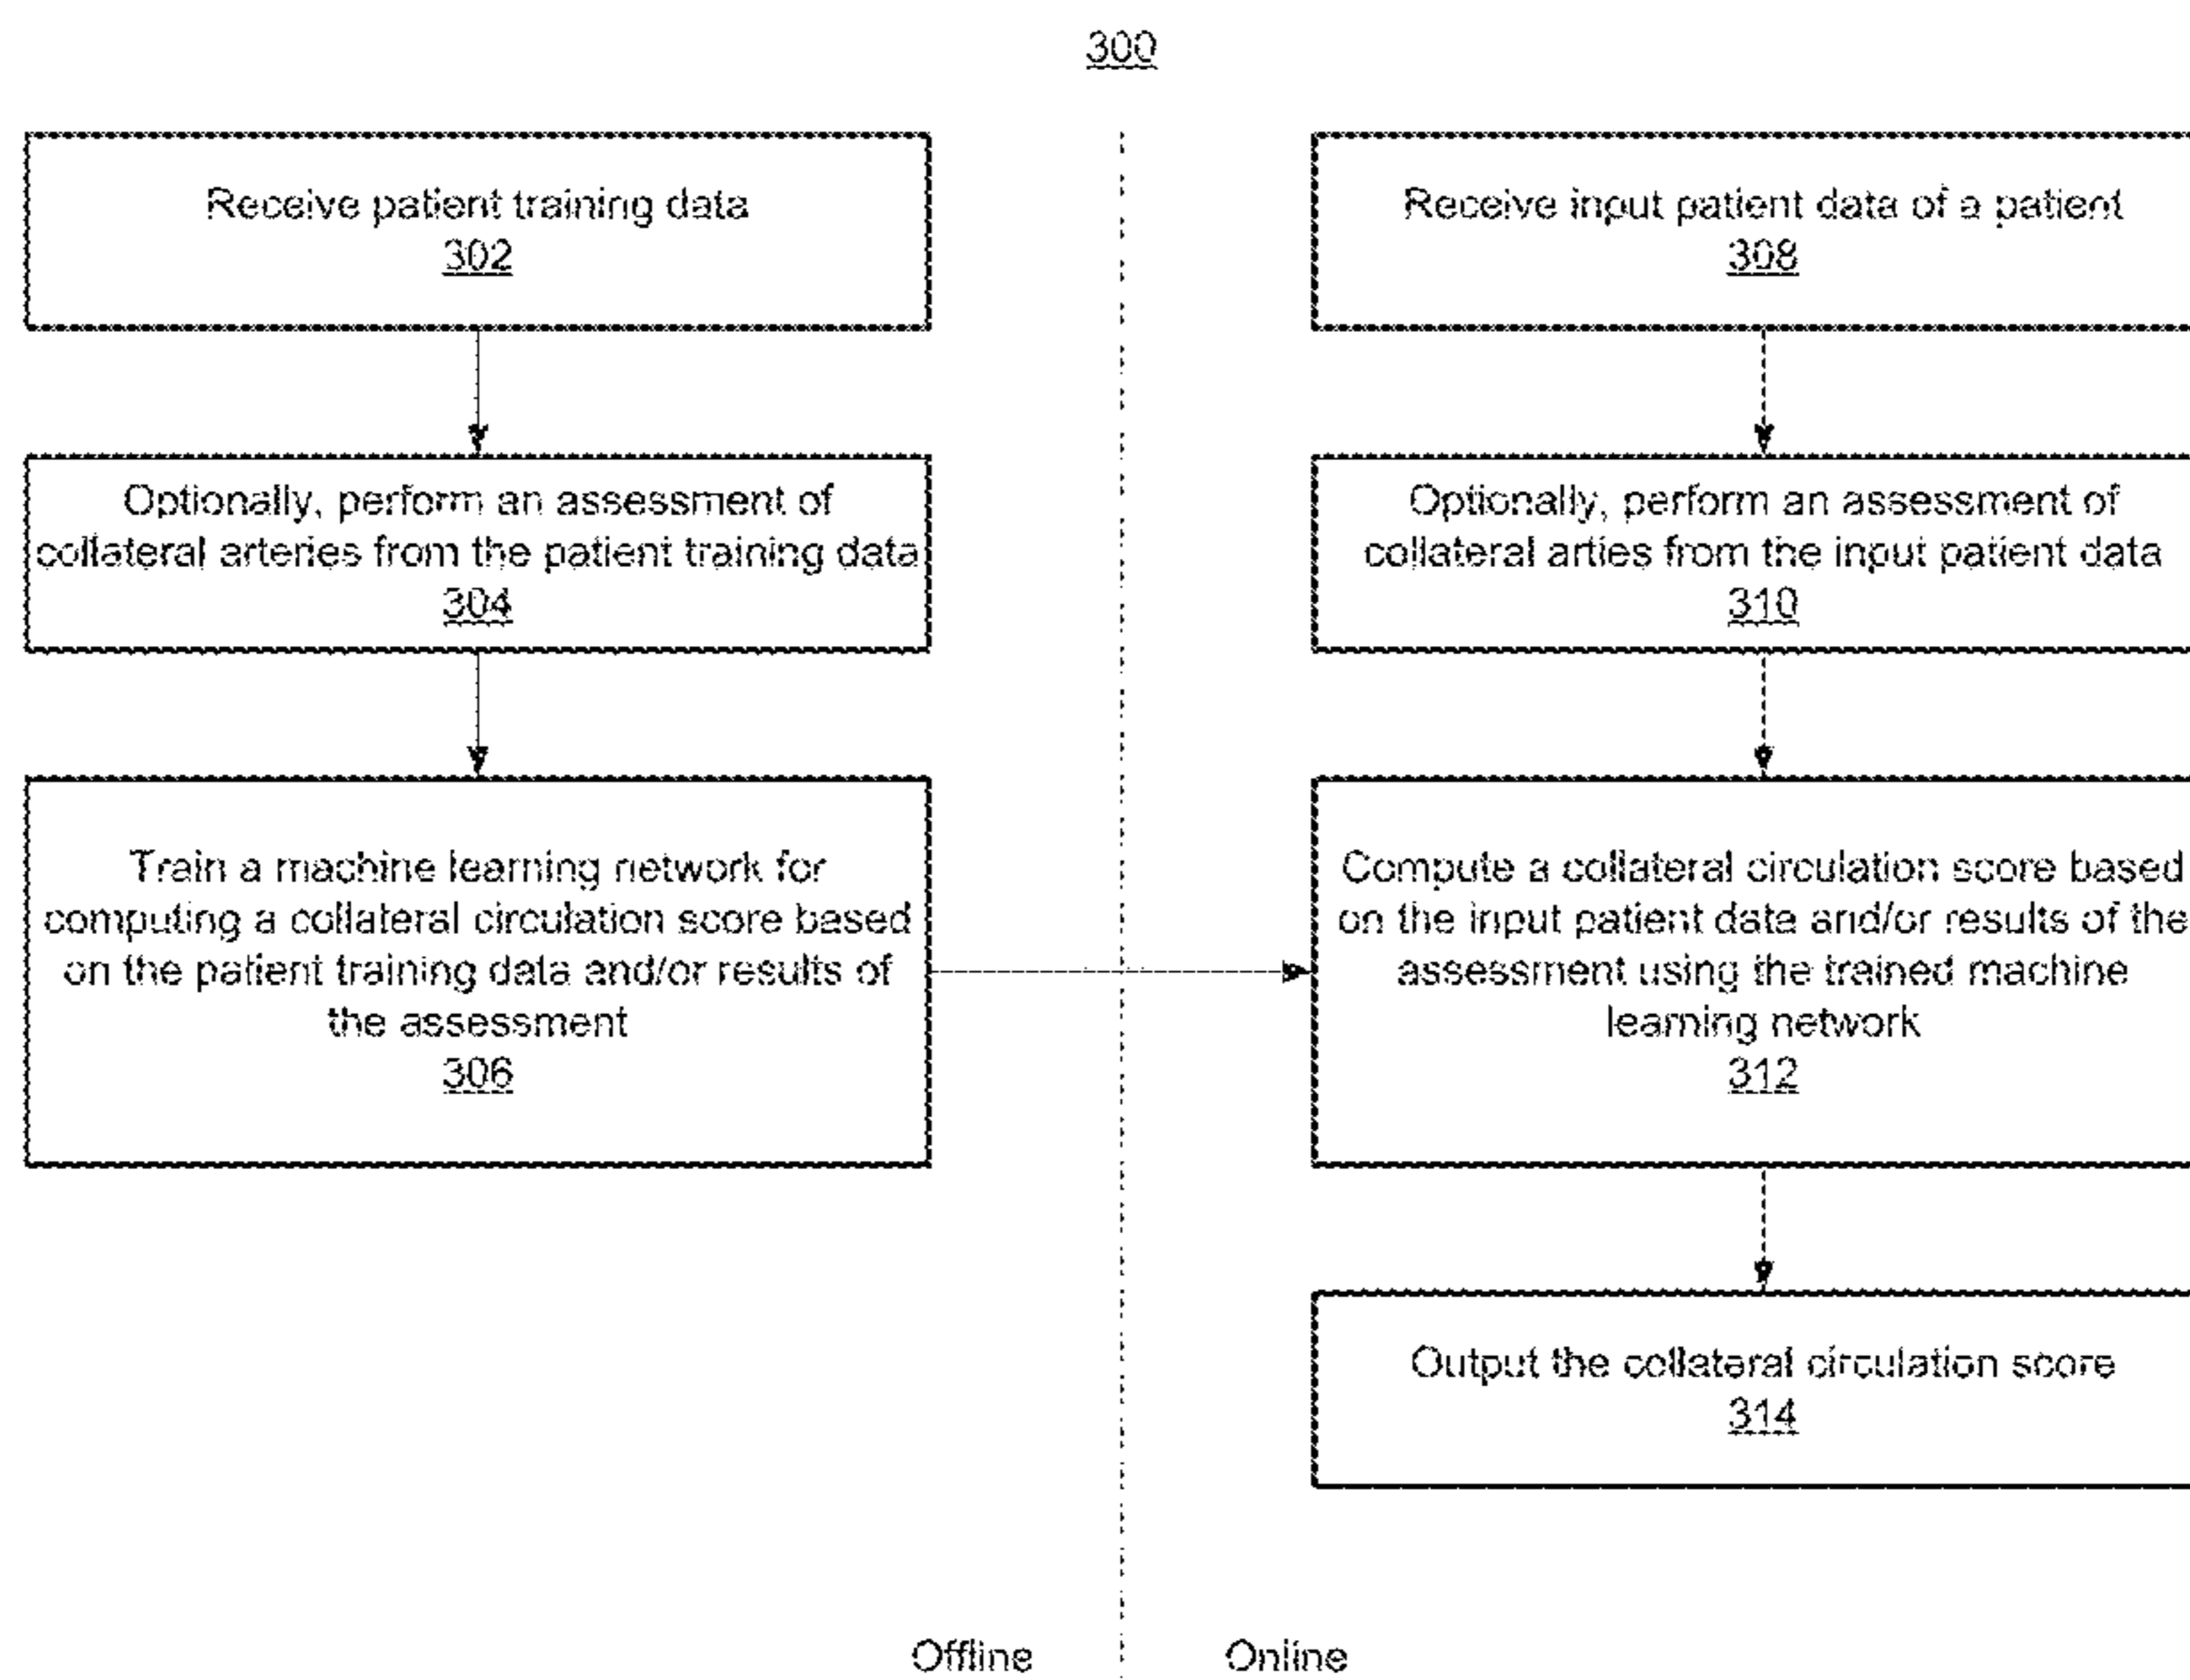 300
Receive patient training data
302
Optionally, perform an assessment of
collateral arteries from the patient training data
304
Train a machine learning network for
computing a collateral circulation score based
on the patient training data and/or results of
the assessment
306
Receive input patient data of a patient
308
Optionally, perform an assessment of
collateral arties from the input patient data
310
Compute a collateral circulation score based
on the input patient data and/or results of the
assessment using the trained machine
learning network
312
Output the collateral circulation score
314
Offline
Online